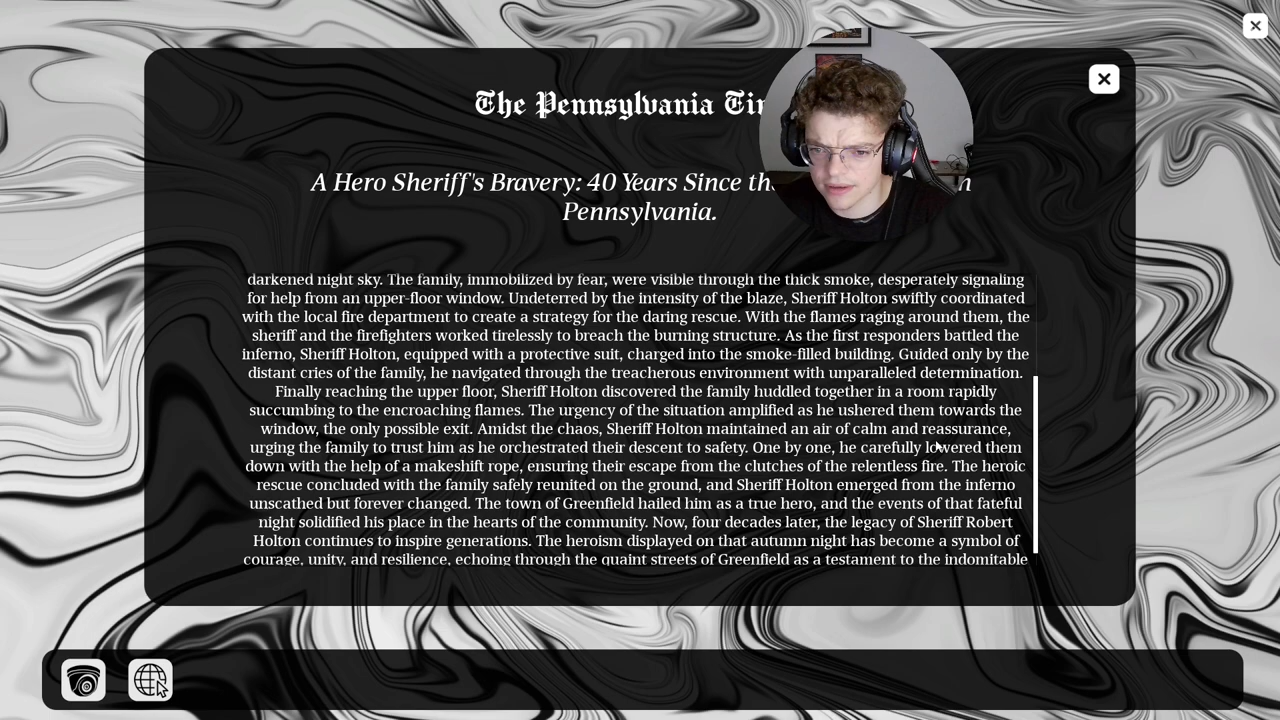 The Pennsylvania
A Hero Sheriff's Bravery: 40 Years Since
Pennsylvania.
darkened night sky. The family, immobilized by fear, were visible through the thick smoke, desperately signaling
for help from an upper-floor window. Undeterred by the intensity of the blaze, Sheriff Holton swiftly coordinated
with the local fire department to create a strategy for the daring rescue. With the flames raging around them, the
sheriff and the firefighters worked tirelessly to breach the burning structure. As the first responders battled the
inferno, Sheriff Holton, equipped with a protective suit, charged into the smoke-filled building. Guided only by the
distant cries of the family, he navigated through the treacherous environment with unparalleled determination.
Finally reaching the upper floor, Sheriff Holton discovered the family huddled together in a room rapidly
succumbing to the encroaching flames. The urgency of the situation amplified as he ushered them towards the
window, the only possible exit. Amidst the chaos, Sheriff Holton maintained an air of calm and reassurance,
urging the family to trust him as he orchestrated their descent to safety. One by one, he carefully lowered them
down with the help of a makeshift rope, ensuring their escape from the clutches of the relentless fire. The heroic
rescue concluded with the family safely reunited on the ground, and Sheriff Holton emerged from the inferno
unscathed but forever changed. The town of Greenfield hailed him as a true hero, and the events of that fateful
night solidified his place in the hearts of the community. Now, four decades later, the legacy of Sheriff Robert
Holton continues to inspire generations. The heroism displayed on that autumn night has become a symbol of
courage, unity, and resilience, echoing through the quaint streets of Greenfield as a testament to the indomitable